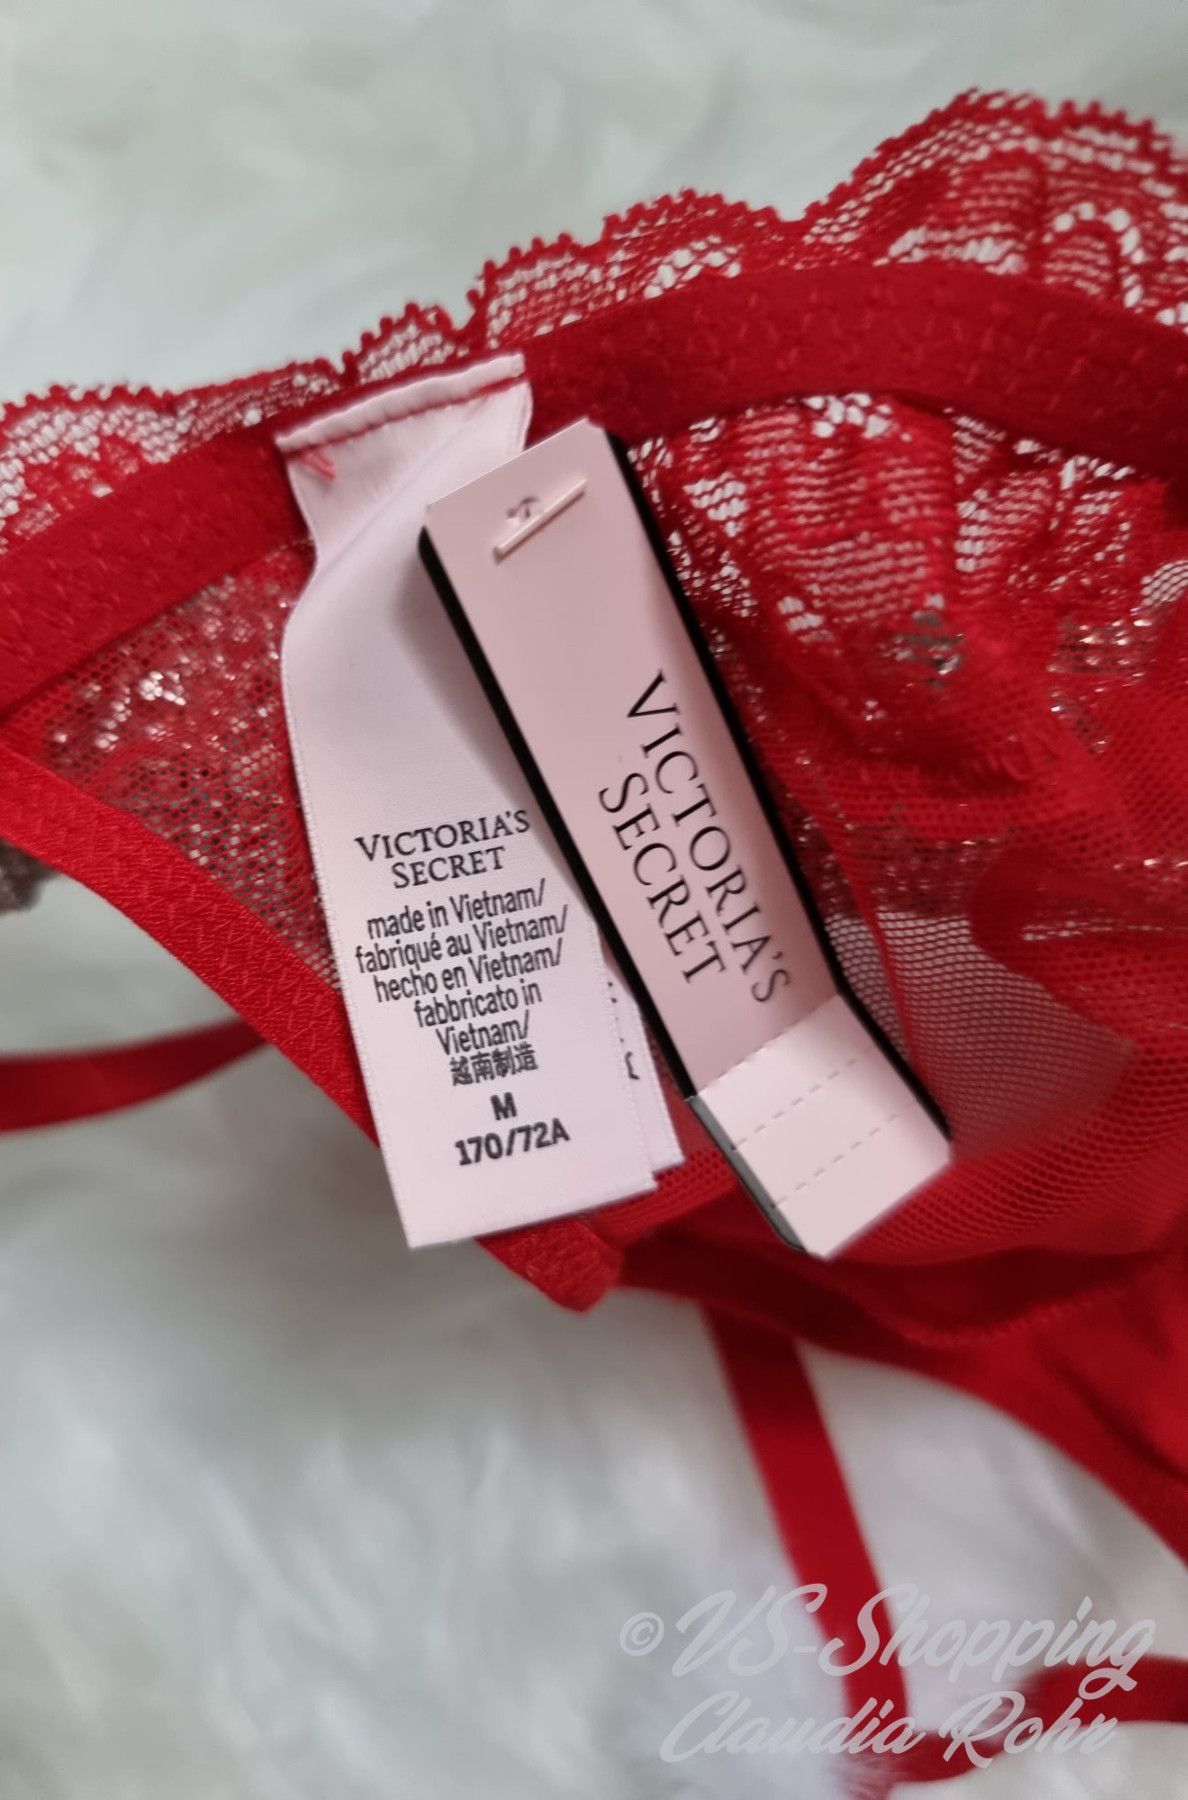 VICTORIA'S
SECRET
made in Vietnam/
fabriqué au Vietnam/
hecho en Vietnam/
fabbricato in
Vietnam/
越南制造
M
170/72A
VICTORIA'S
SECRET
© VS-Shopping
Claudia Rohr